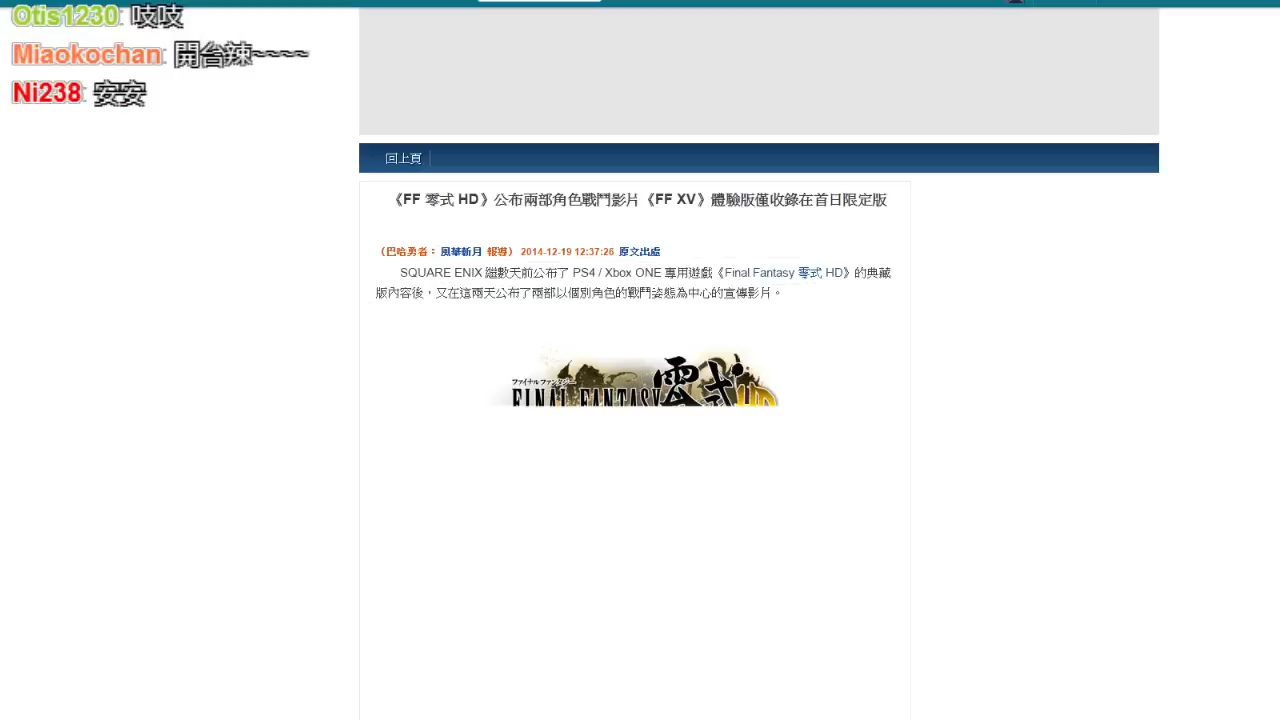 Otis1230: 吱吱
Miaokochan: 開台辣~~~~
Ni238: 安安
回上頁
《FF 零式 HD》公布兩部角色戰鬥影片《FF XV》體驗版僅收錄在首日限定版
（巴哈勇者：風華斬月 報導） 2014-12-19 12:37:26 原文出處
SQUARE ENIX 繼數天前公布了 PS4 / Xbox ONE 專用遊戲《Final Fantasy 零式 HD》的典藏
版內容後，又在這兩天公布了兩部以個別角色的戰鬥姿態為中心的宣傳影片。
ファイナルファンタジー
FINAL FANTASY 零式 HD